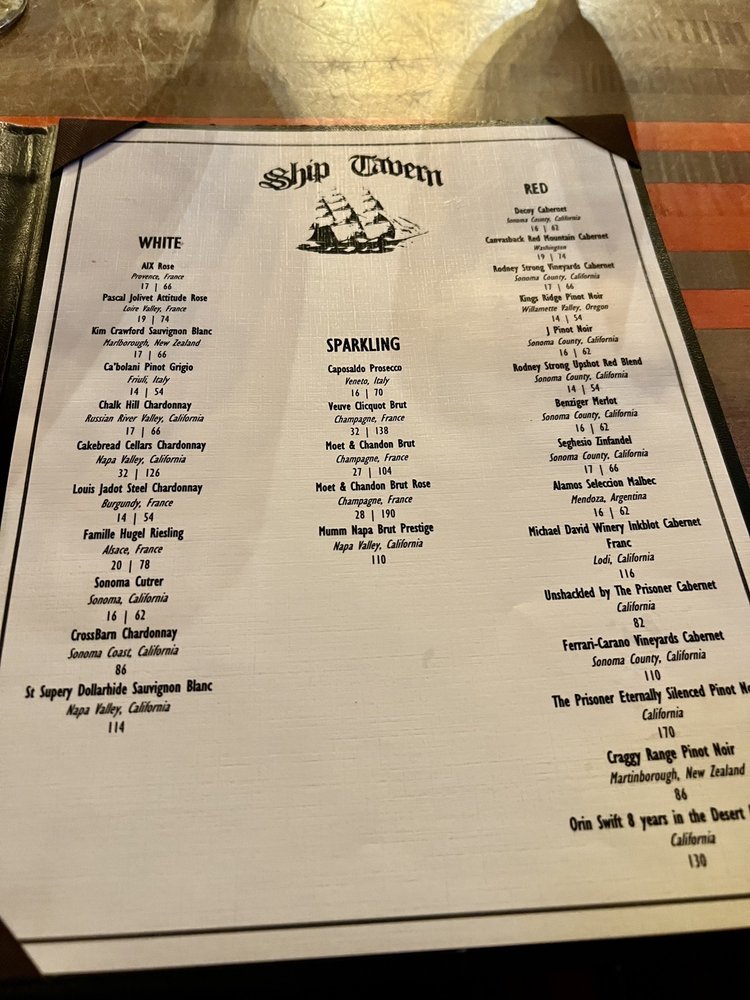 Ship Tavern
WHITE
AIX Rose
Provence, France
17 | 66
Pascal Jolivet Attitude Rose
Loire Valley, France
19 | 74
Kim Crawford Sauvignon Blanc
Marlborough, New Zealand
17 | 66
Ca'bolani Pinot Grigio
Friuli, Italy
14 | 54
Chalk Hill Chardonnay
Russian River Valley, California
17 | 66
Cakebread Cellars Chardonnay
Napa Valley, California
32 | 126
Louis Jadot Steel Chardonnay
Burgundy, France
14 | 54
Famille Hugel Riesling
Alsace, France
20 | 78
Sonoma Cutrer
Sonoma, California
16 | 62
CrossBarn Chardonnay
Sonoma Coast, California
86
St Supery Dollarhide Sauvignon Blanc
Napa Valley, California
114
SPARKLING
Caposaldo Prosecco
Veneto, Italy
16 | 70
Veuve Clicquot Brut
Champagne, France
32 | 138
Moet & Chandon Brut
Champagne, France
27 | 104
Moet & Chandon Brut Rose
Champagne, France
28 | 190
Mumm Napa Brut Prestige
Napa Valley, California
110
RED
Decoy Cabernet
Sonoma County, California
16 | 62
Canvasback Red Mountain Cabernet
Washington
19 | 74
Rodney Strong Vineyards Cabernet
Sonoma County, California
17 | 66
Kings Ridge Pinot Noir
Willamette Valley, Oregon
14 | 54
J Pinot Noir
Sonoma County, California
16 | 62
Rodney Strong Upshot Red Blend
Sonoma County, California
14 | 54
Benziger Merlot
Sonoma County, California
16 | 62
Seghesio Zinfandel
Sonoma County, California
17 | 66
Alamos Seleccion Malbec
Mendoza, Argentina
16 | 62
Michael David Winery Inkblot Cabernet
Franc
Lodi, California
116
Unshackled by The Prisoner Cabernet
California
82
Ferrari-Carano Vineyards Cabernet
Sonoma County, California
110
The Prisoner Eternally Silenced Pinot
California
170
Craggy Range Pinot Noir
Martinborough, New Zealand
86
Orin Swift 8 years in the Desert
California
130